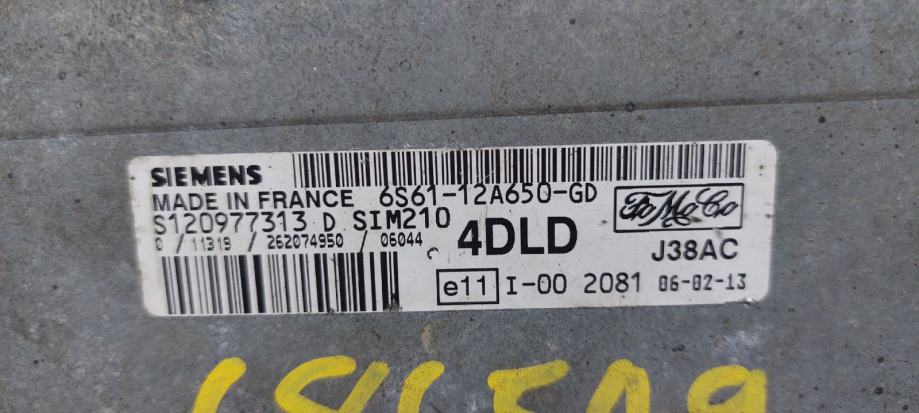 SIEMENS
MADE IN FRANCE 6S61-12A650-GD
FoMoCo
S120977313 D SIM210
0 / 11319 / 262074950 / 06044
4DLD
J38AC
e11 I-00 2081 06-02-13